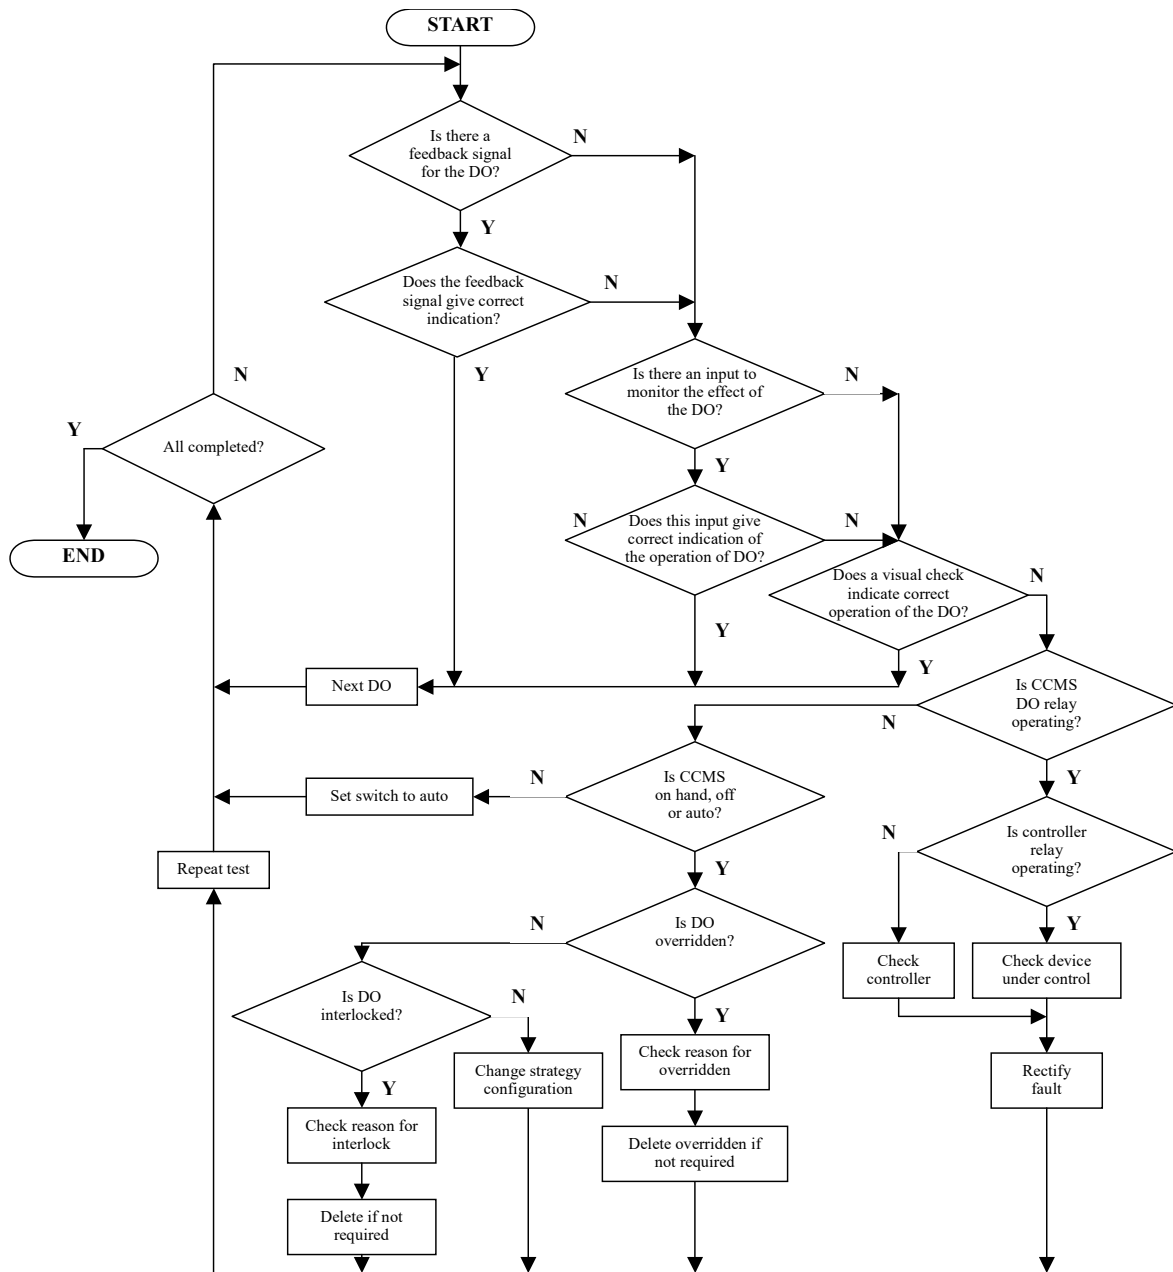 START
Is there a
feedback signal
for the DO?
N
Y
Does the feedback
signal give correct
indication?
N
Y
N
Is there an input to
monitor the effect of
the DO?
N
Y
Y
All completed?
END
N
Does this input give
correct indication of
the operation of DO?
N
Y
Does a visual check
indicate correct
operation of the DO?
N
Y
Next DO
Is CCMS
DO relay
operating?
N
Y
Is CCMS
on hand, off
or auto?
N
Set switch to auto
Y
Is controller
relay
operating?
N
Y
Repeat test
Is DO
overridden?
N
Y
Check
controller
Check device
under control
Is DO
interlocked?
N
Y
Change strategy
configuration
Check reason for
overridden
Rectify
fault
Check reason for
interlock
Delete overridden if
not required
Delete if not
required